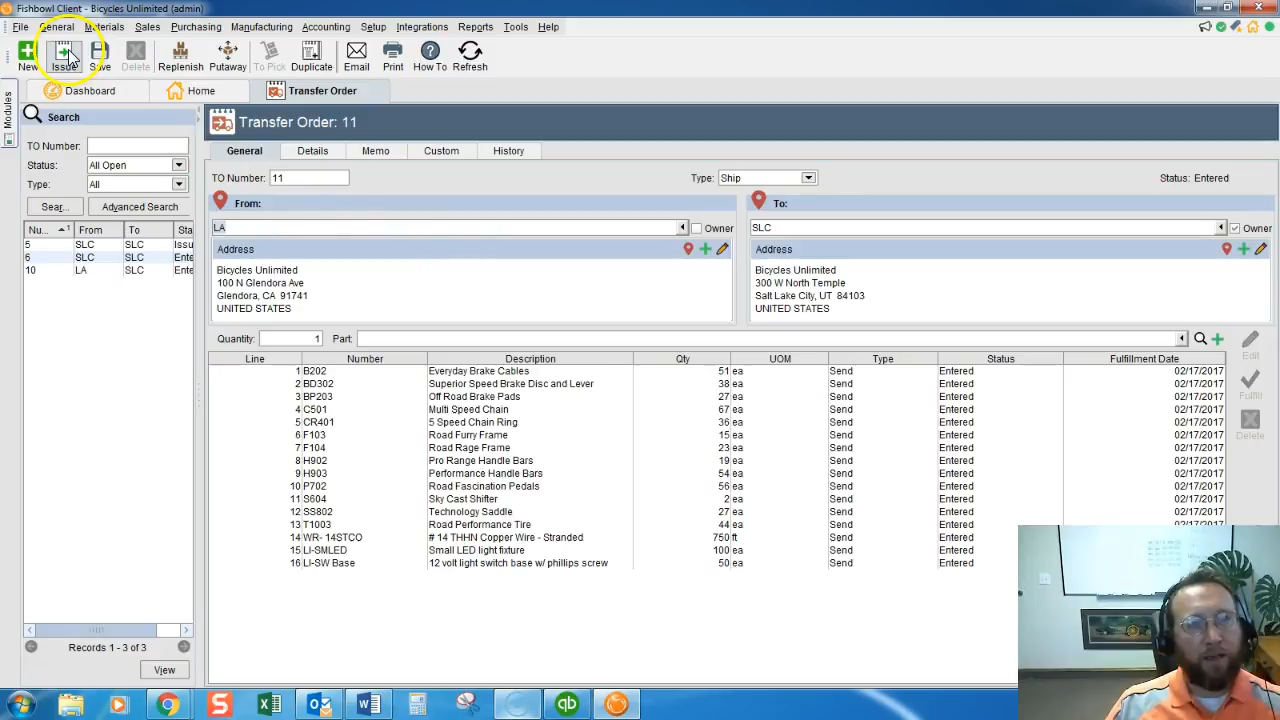 Fishbowl Client - Bicycles Unlimited (admin)
File General Materials Sales Purchasing Manufacturing Accounting Setup Integrations Reports Tools Help
New Issue Save Delete Replenish Putaway To Pick Duplicate Email Print How To Refresh
Modules
Dashboard Home Transfer Order
Search
TO Number:
Status: All Open
Type: All
Sear... Advanced Search
Nu... 1 From To Sta
5 SLC SLC Issu
6 SLC SLC Ente
10 LA SLC Ente
Records 1 - 3 of 3
View
Transfer Order: 11
General Details Memo Custom History
TO Number: 11 Type: Ship Status: Entered
From: To:
LA Owner SLC Owner
Address Address
Bicycles Unlimited Bicycles Unlimited
100 N Glendora Ave 300 W North Temple
Glendora, CA 91741 Salt Lake City, UT 84103
UNITED STATES UNITED STATES
Quantity: 1 Part:
Line Number Description Qty UOM Type Status Fulfillment Date
1 B202 Everyday Brake Cables 51 ea Send Entered 02/17/2017
2 BD302 Superior Speed Brake Disc and Lever 38 ea Send Entered 02/17/2017
3 BP203 Off Road Brake Pads 27 ea Send Entered 02/17/2017
4 C501 Multi Speed Chain 67 ea Send Entered 02/17/2017
5 CR401 5 Speed Chain Ring 36 ea Send Entered 02/17/2017
6 F103 Road Furry Frame 15 ea Send Entered 02/17/2017
7 F104 Road Rage Frame 23 ea Send Entered 02/17/2017
8 H902 Pro Range Handle Bars 19 ea Send Entered 02/17/2017
9 H903 Performance Handle Bars 54 ea Send Entered 02/17/2017
10 P702 Road Fascination Pedals 56 ea Send Entered 02/17/2017
11 S604 Sky Cast Shifter 2 ea Send Entered 02/17/2017
12 SS802 Technology Saddle 27 ea Send Entered 02/17/2017
13 T1003 Road Performance Tire 44 ea Send Entered 02/17/2017
14 WR- 14STCO # 14 THHN Copper Wire - Stranded 750 ft Send Entered
15 LI-SMLED Small LED light fixture 100 ea Send Entered
16 LI-SW Base 12 volt light switch base w/ phillips screw 50 ea Send Entered
Edit
Fulfill
Delete